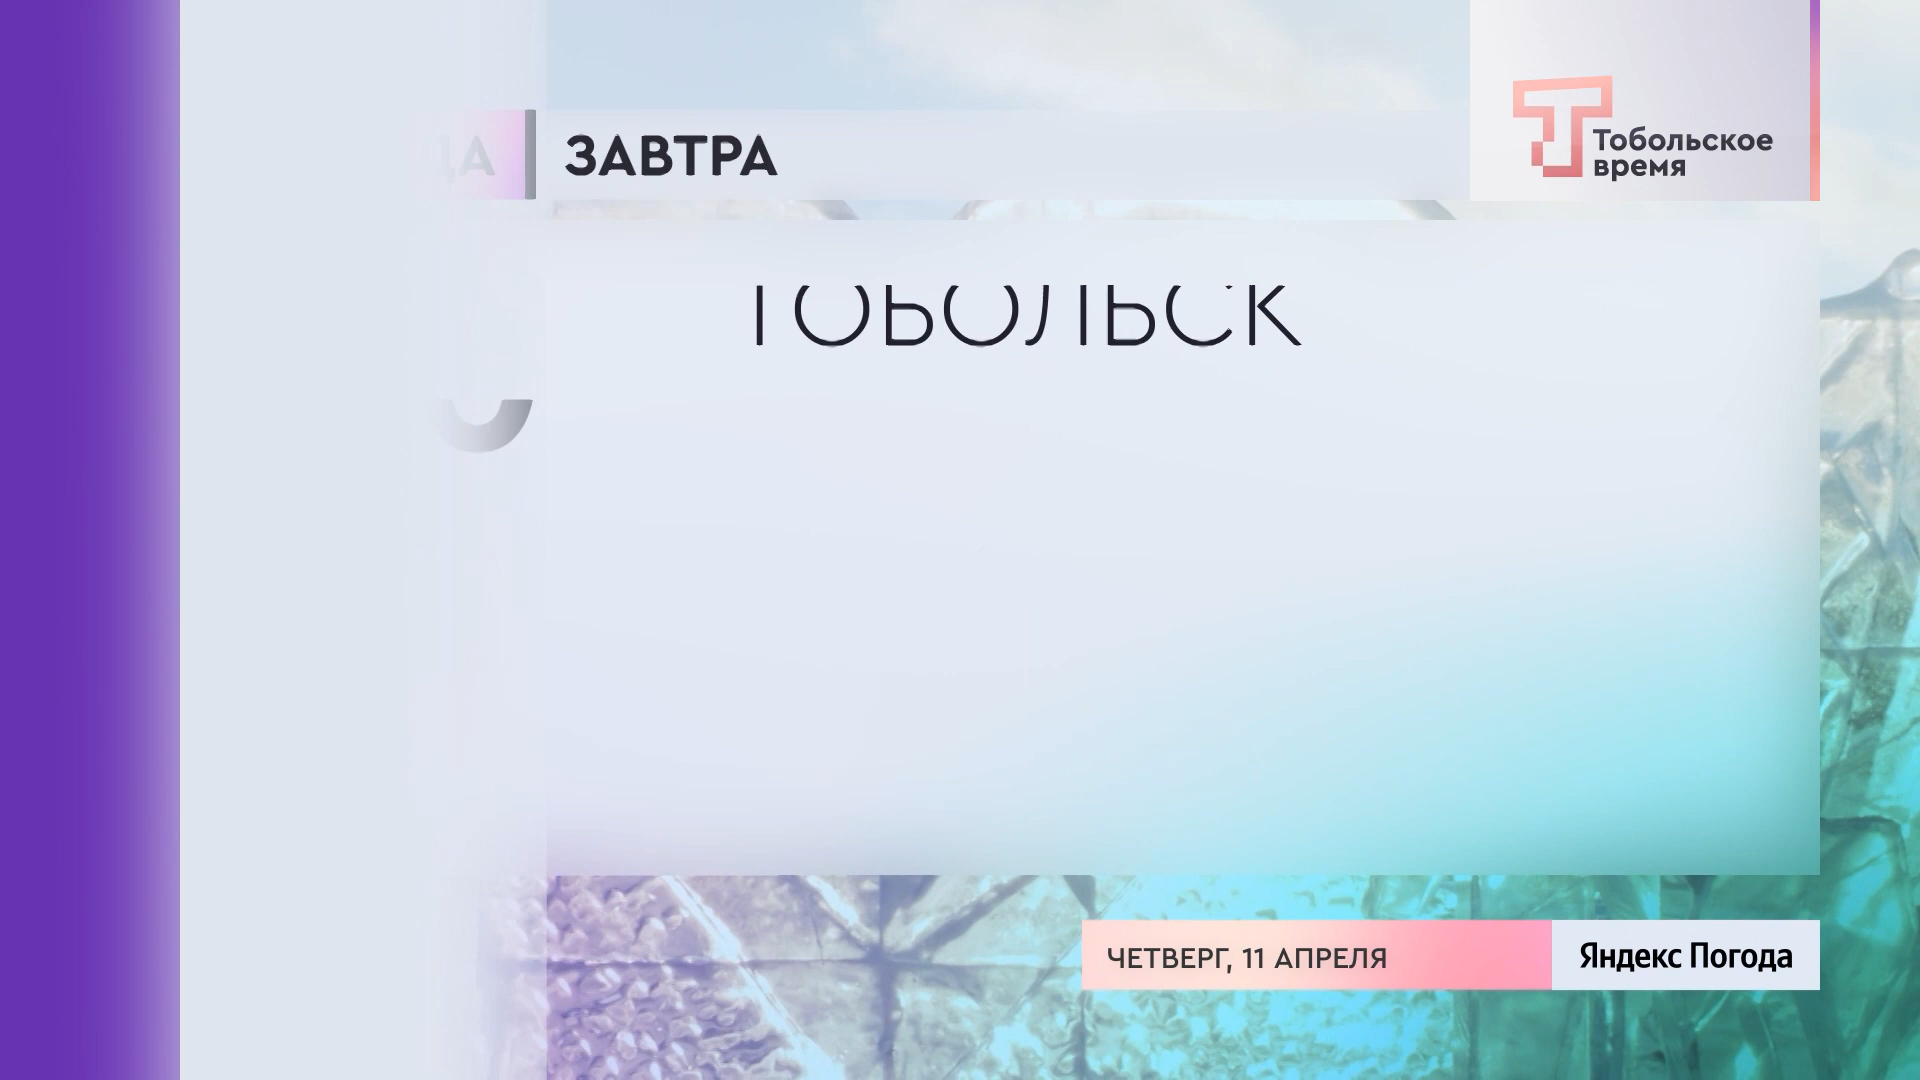 ЗАВТРА
Тобольское
время
ТОБОЛЬСК
ЧЕТВЕРГ, 11 АПРЕЛЯ
Яндекс Погода